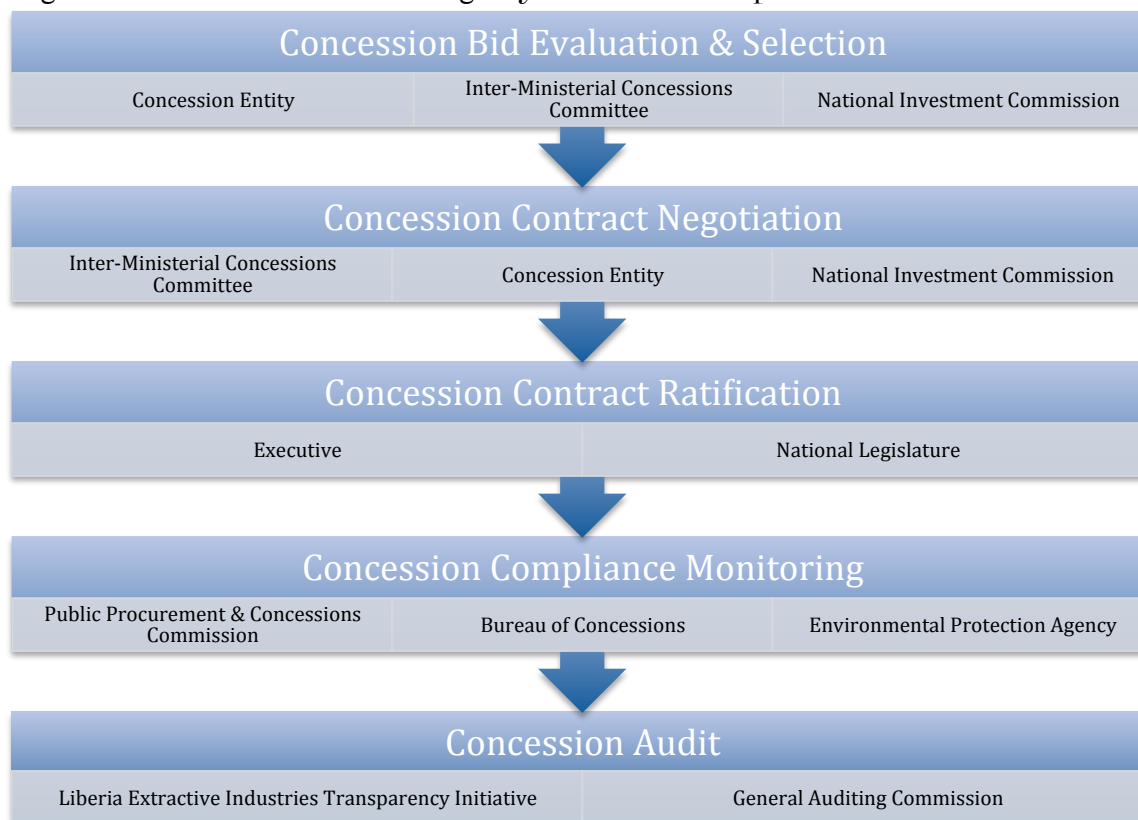 Concession Bid Evaluation & Selection
Concession Entity
Inter-Ministerial Concessions
Committee
National Investment Commission
Concession Contract Negotiation
Inter-Ministerial Concessions
Committee
Concession Entity
National Investment Commission
Concession Contract Ratification
Executive
National Legislature
Concession Compliance Monitoring
Public Procurement & Concessions
Commission
Bureau of Concessions
Environmental Protection Agency
Concession Audit
Liberia Extractive Industries Transparency Initiative
General Auditing Commission